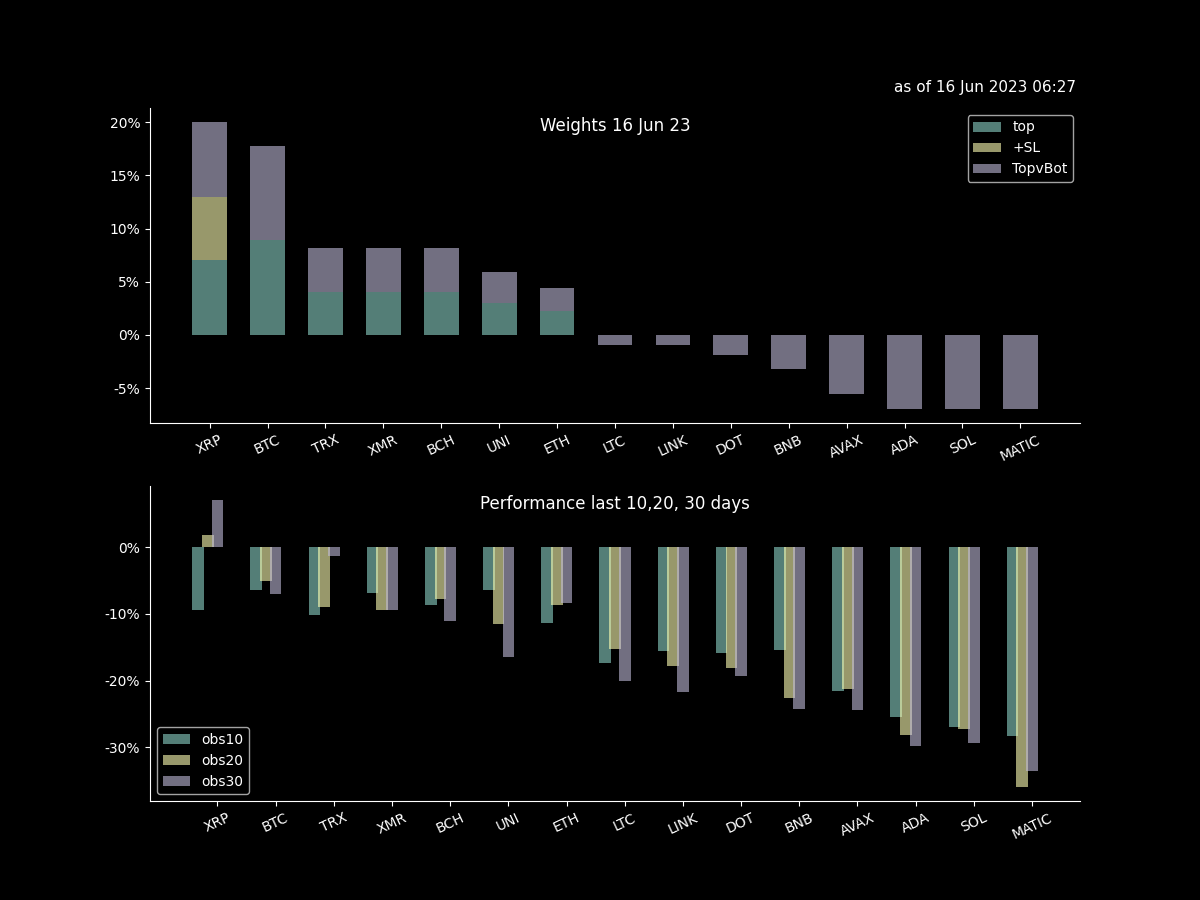 as of 16 Jun 2023 06:27
Weights 16 Jun 23
top
+SL
TopvBot
20%
15%
10%
5%
0%
-5%
XRP BTC TRX XMR BCH UNI ETH LTC LINK DOT BNB AVAX ADA SOL MATIC
Performance last 10,20, 30 days
0%
-10%
-20%
-30%
obs10
obs20
obs30
XRP BTC TRX XMR BCH UNI ETH LTC LINK DOT BNB AVAX ADA SOL MATIC